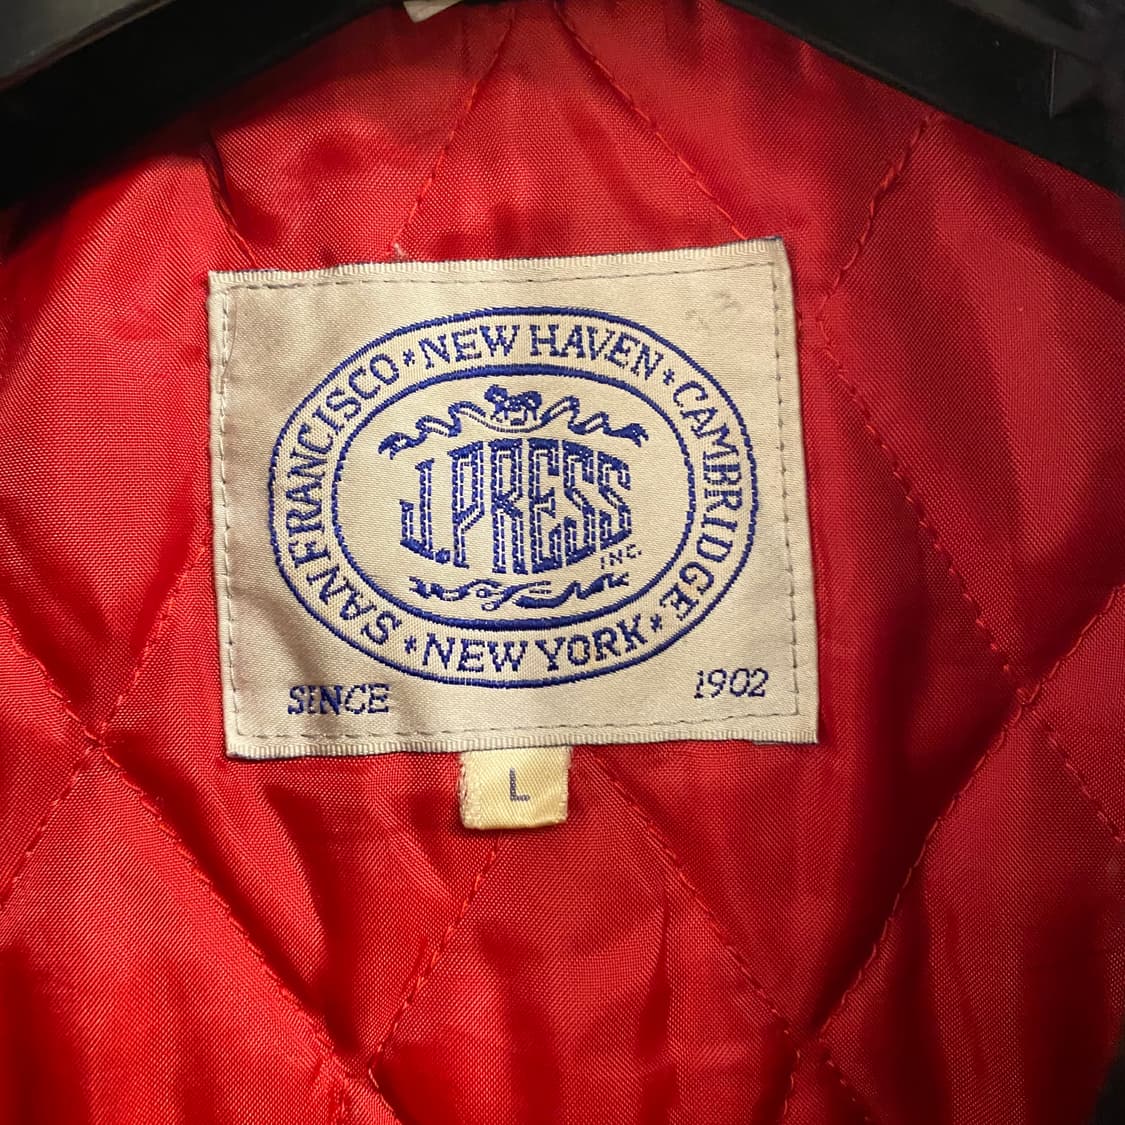 SAN FRANCISCO * NEW HAVEN * CAMBRIDGE * NEW YORK *
J.PRESS
INC.
SINCE 1902
L